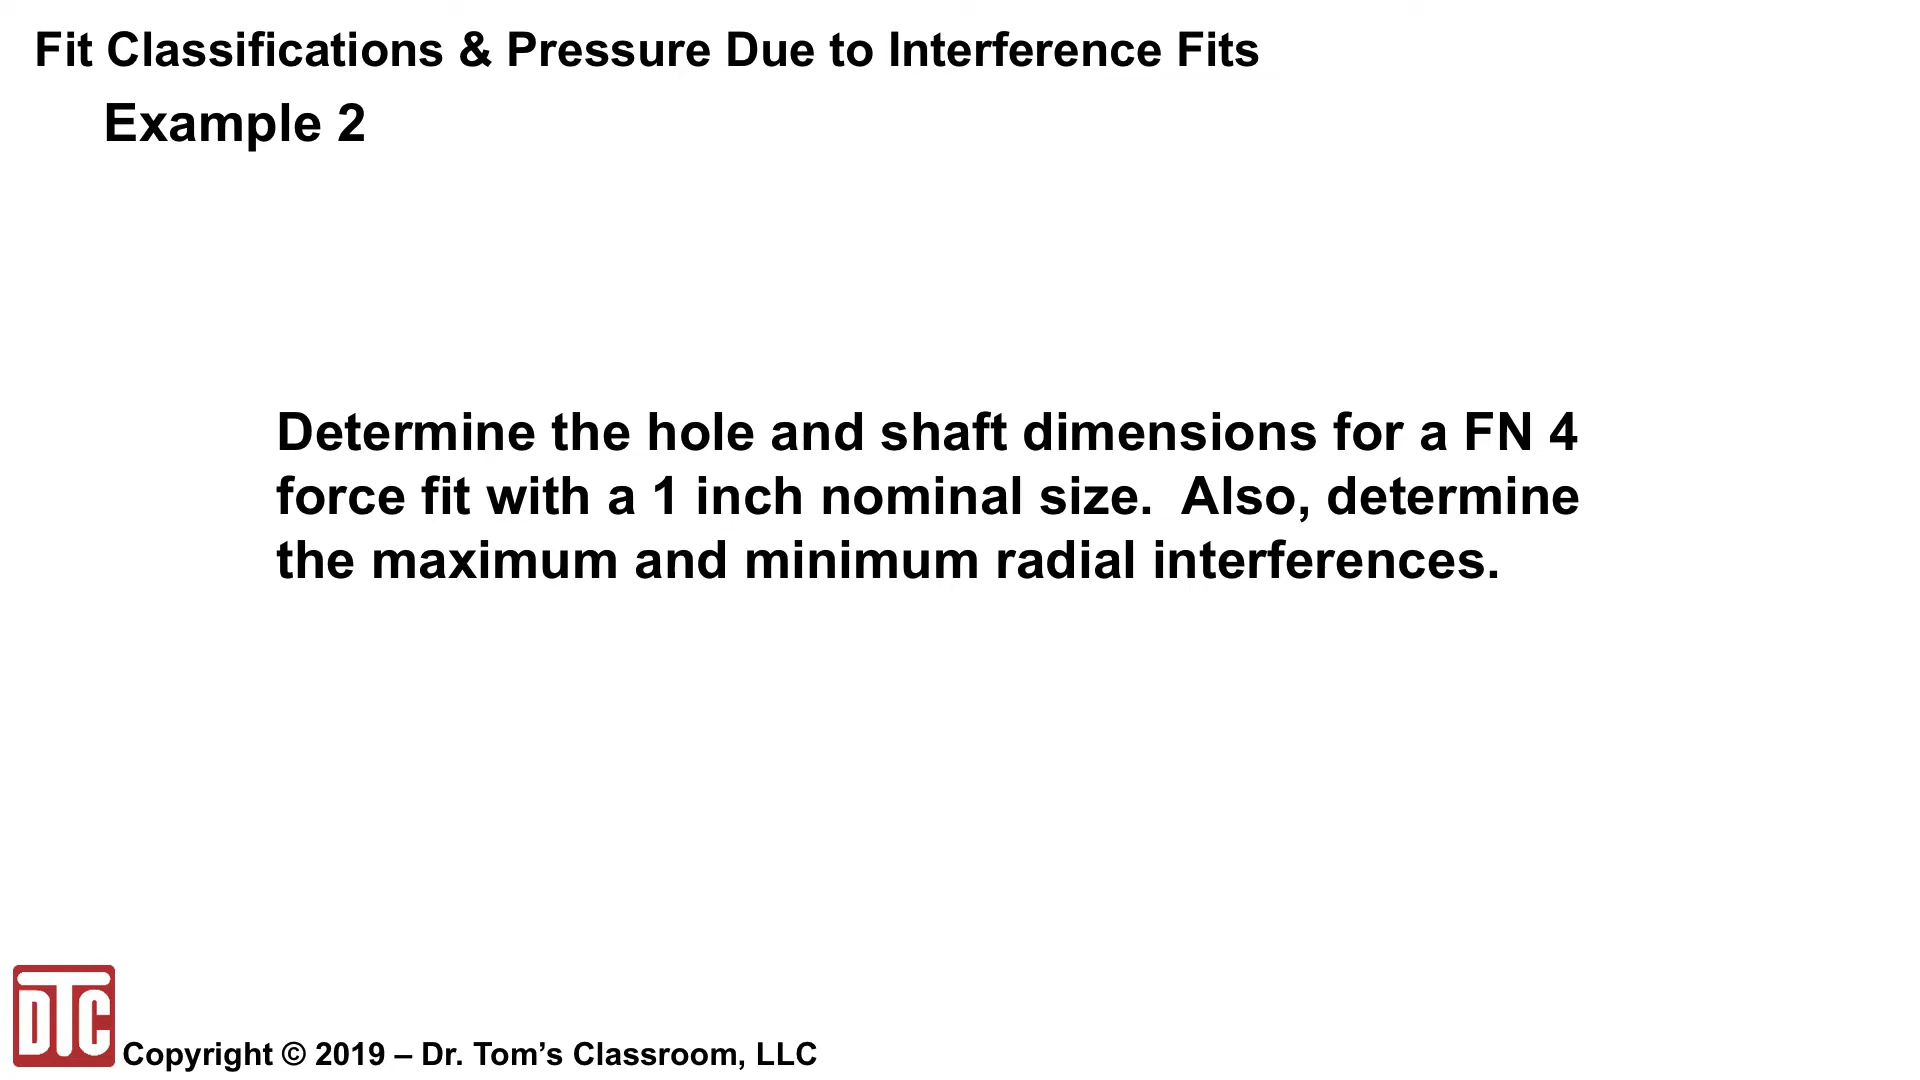 Fit Classifications & Pressure Due to Interference Fits
Example 2
Determine the hole and shaft dimensions for a FN 4
force fit with a 1 inch nominal size.  Also, determine
the maximum and minimum radial interferences.
DTC
Copyright © 2019 – Dr. Tom’s Classroom, LLC